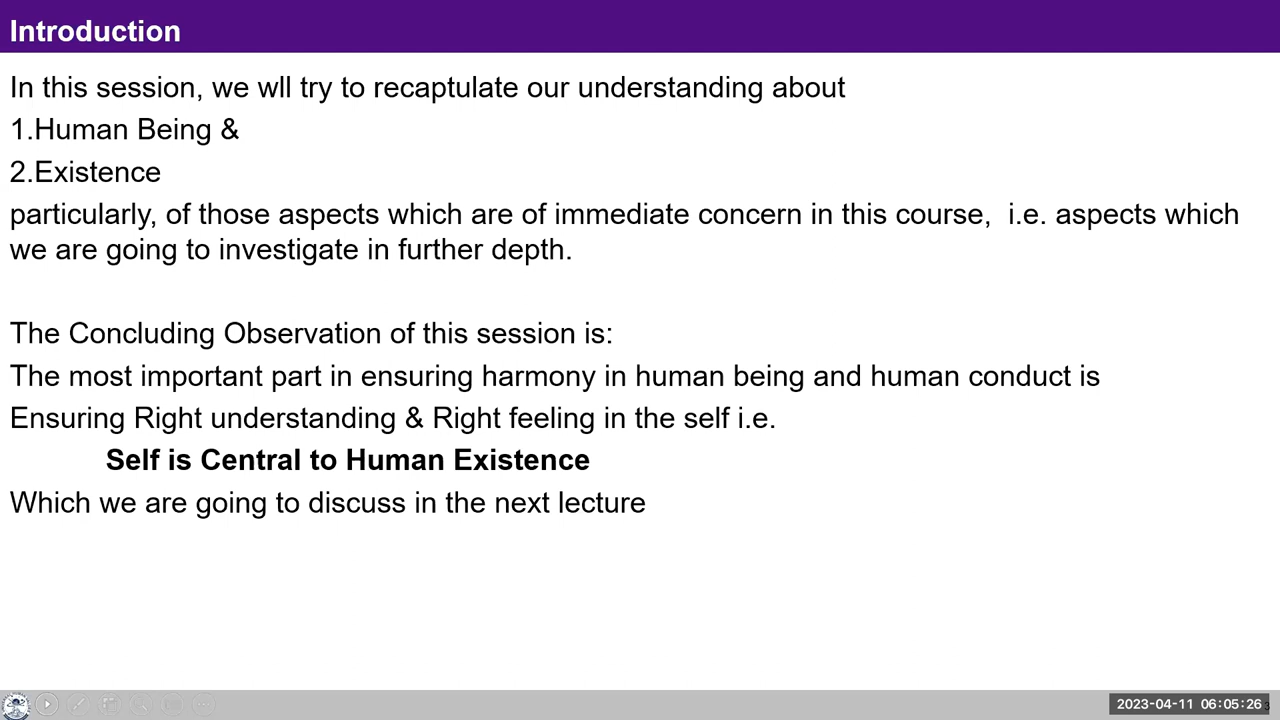 Introduction
In this session, we wll try to recaptulate our understanding about
1.Human Being &
2.Existence
particularly, of those aspects which are of immediate concern in this course,  i.e. aspects which
we are going to investigate in further depth.
The Concluding Observation of this session is:
The most important part in ensuring harmony in human being and human conduct is
Ensuring Right understanding & Right feeling in the self i.e.
Self is Central to Human Existence
Which we are going to discuss in the next lecture
2023-04-11 06:05:26
3